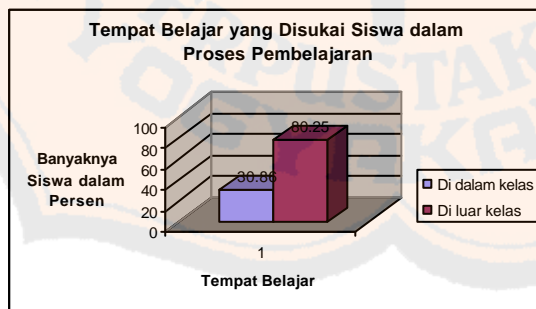 Tempat Belajar yang Disukai Siswa dalam
Proses Pembelajaran
80.25
30.86
100
80
60
40
20
0
Banyaknya
Siswa dalam
Persen
Di dalam kelas
Di luar kelas
1
Tempat Belajar